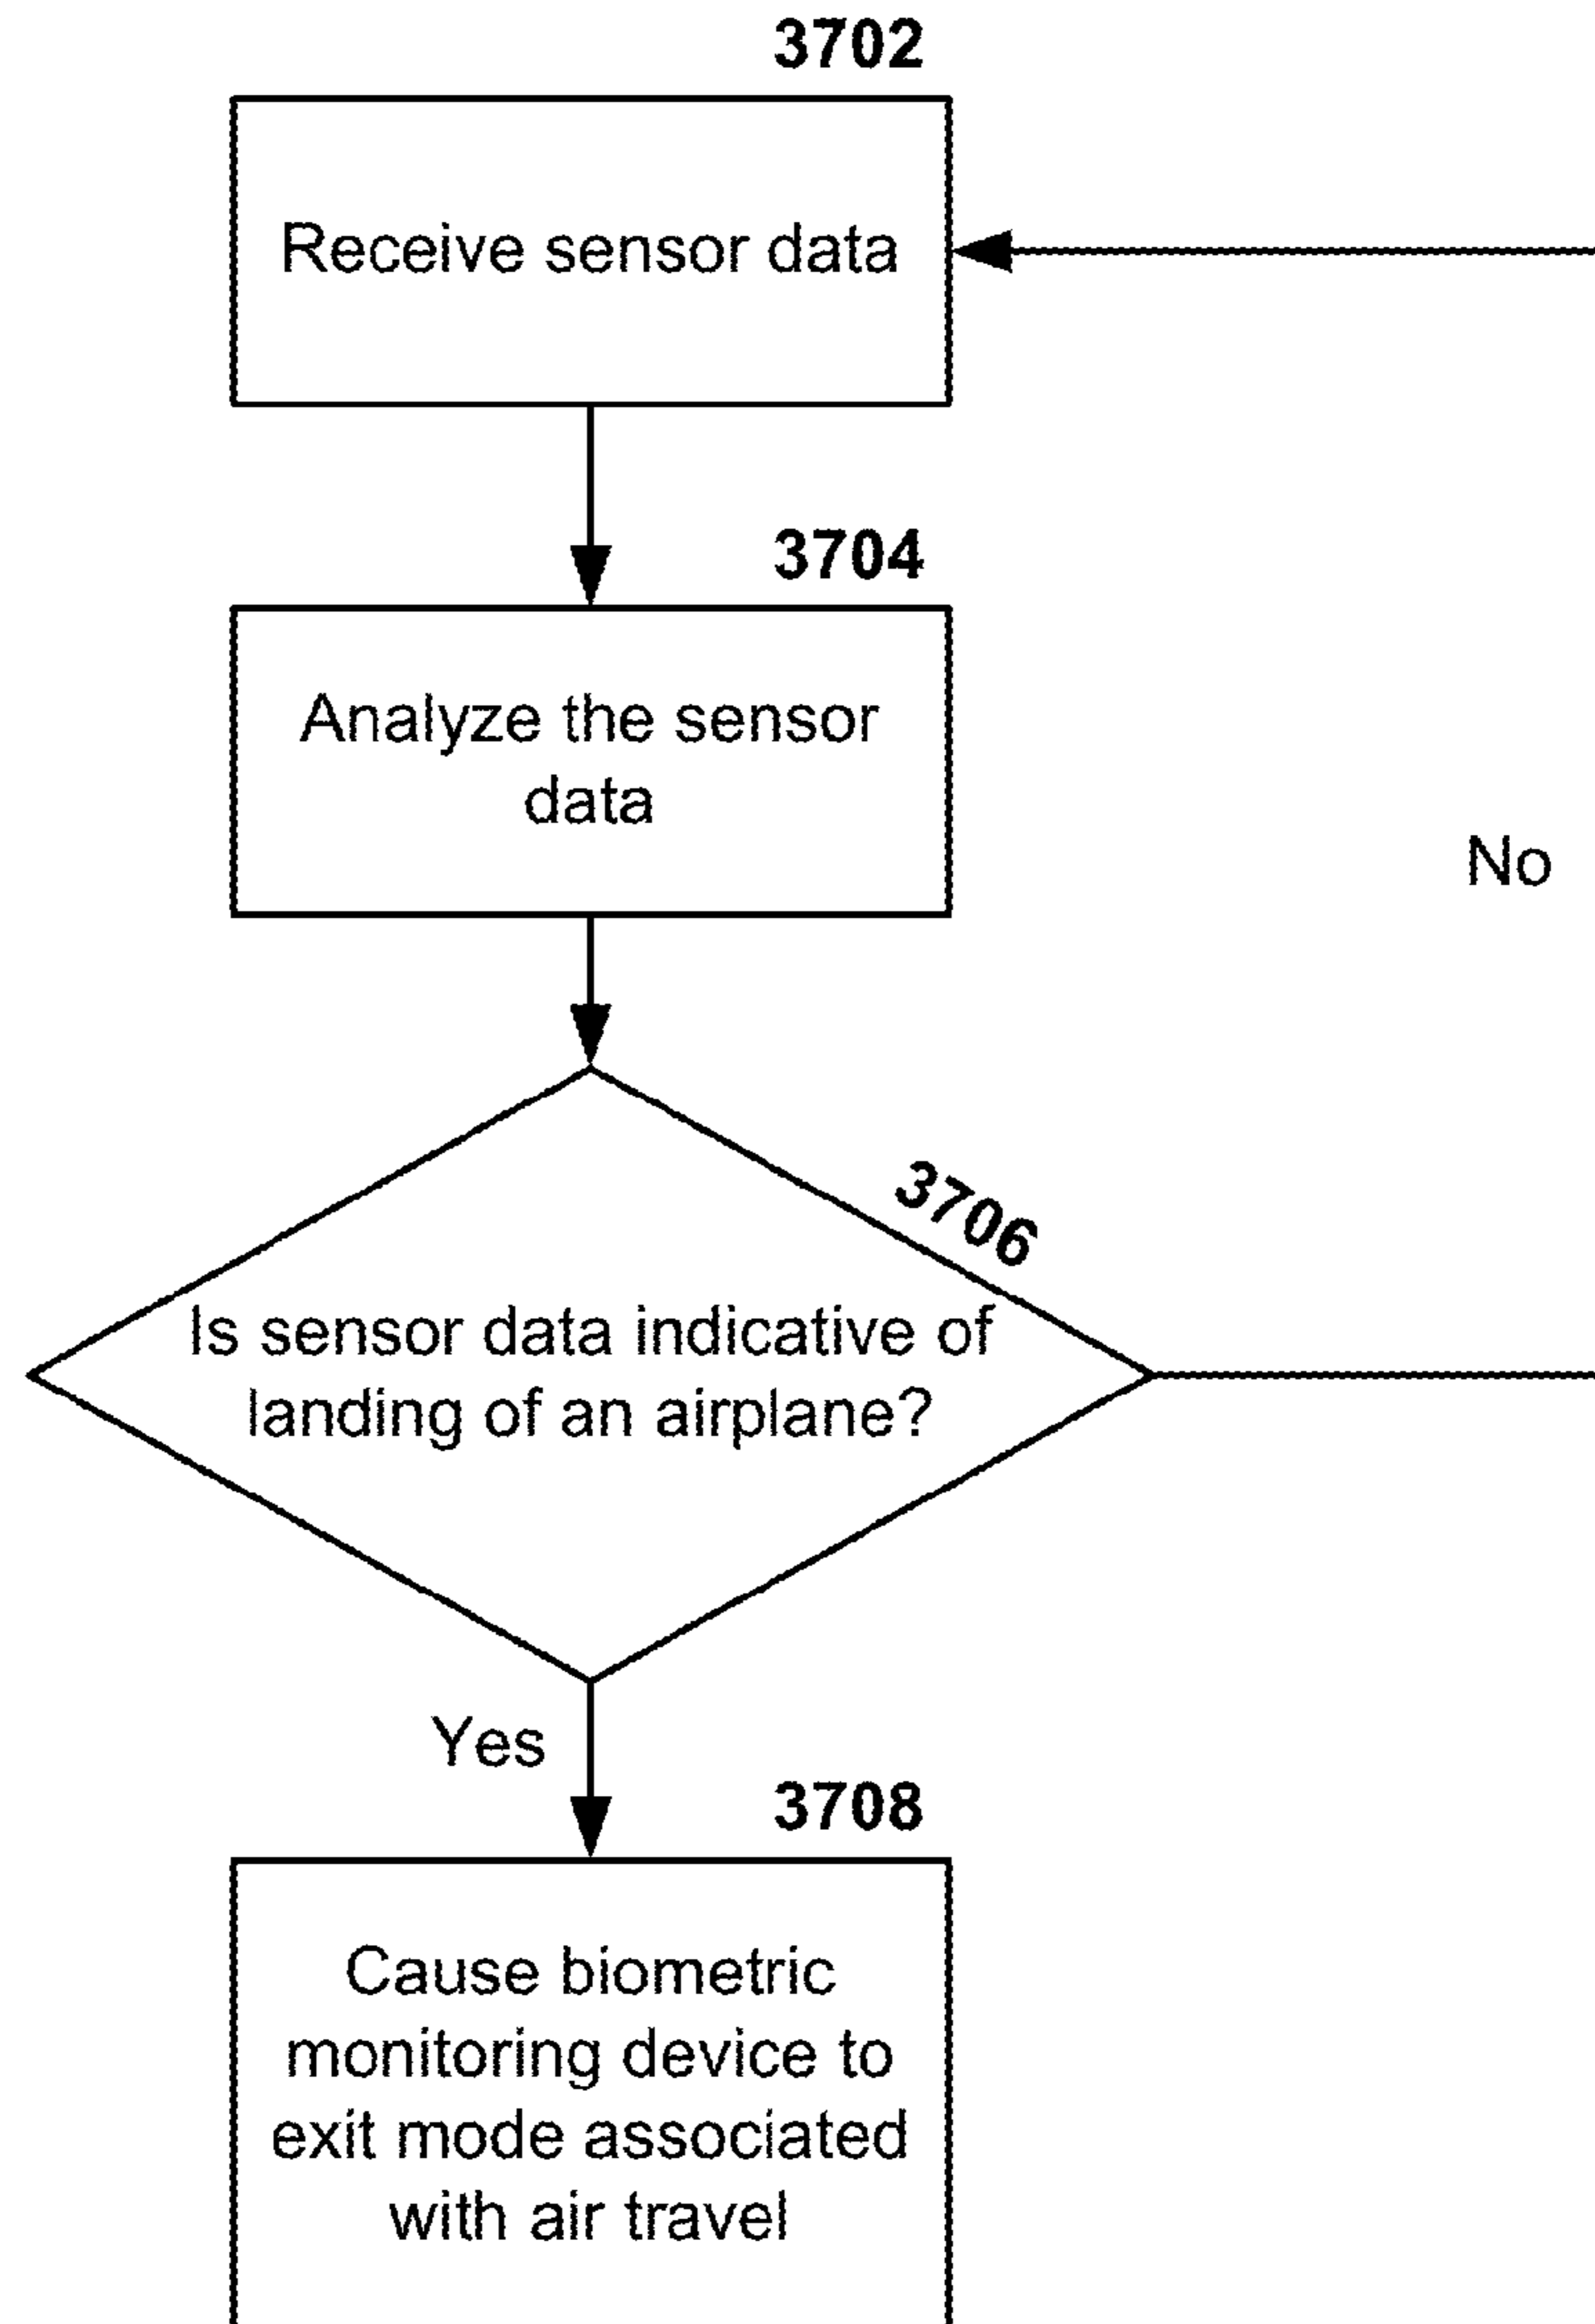 3702
Receive sensor data
3704
Analyze the sensor
data
No
3706
Is sensor data indicative of
landing of an airplane?
Yes
3708
Cause biometric
monitoring device to
exit mode associated
with air travel